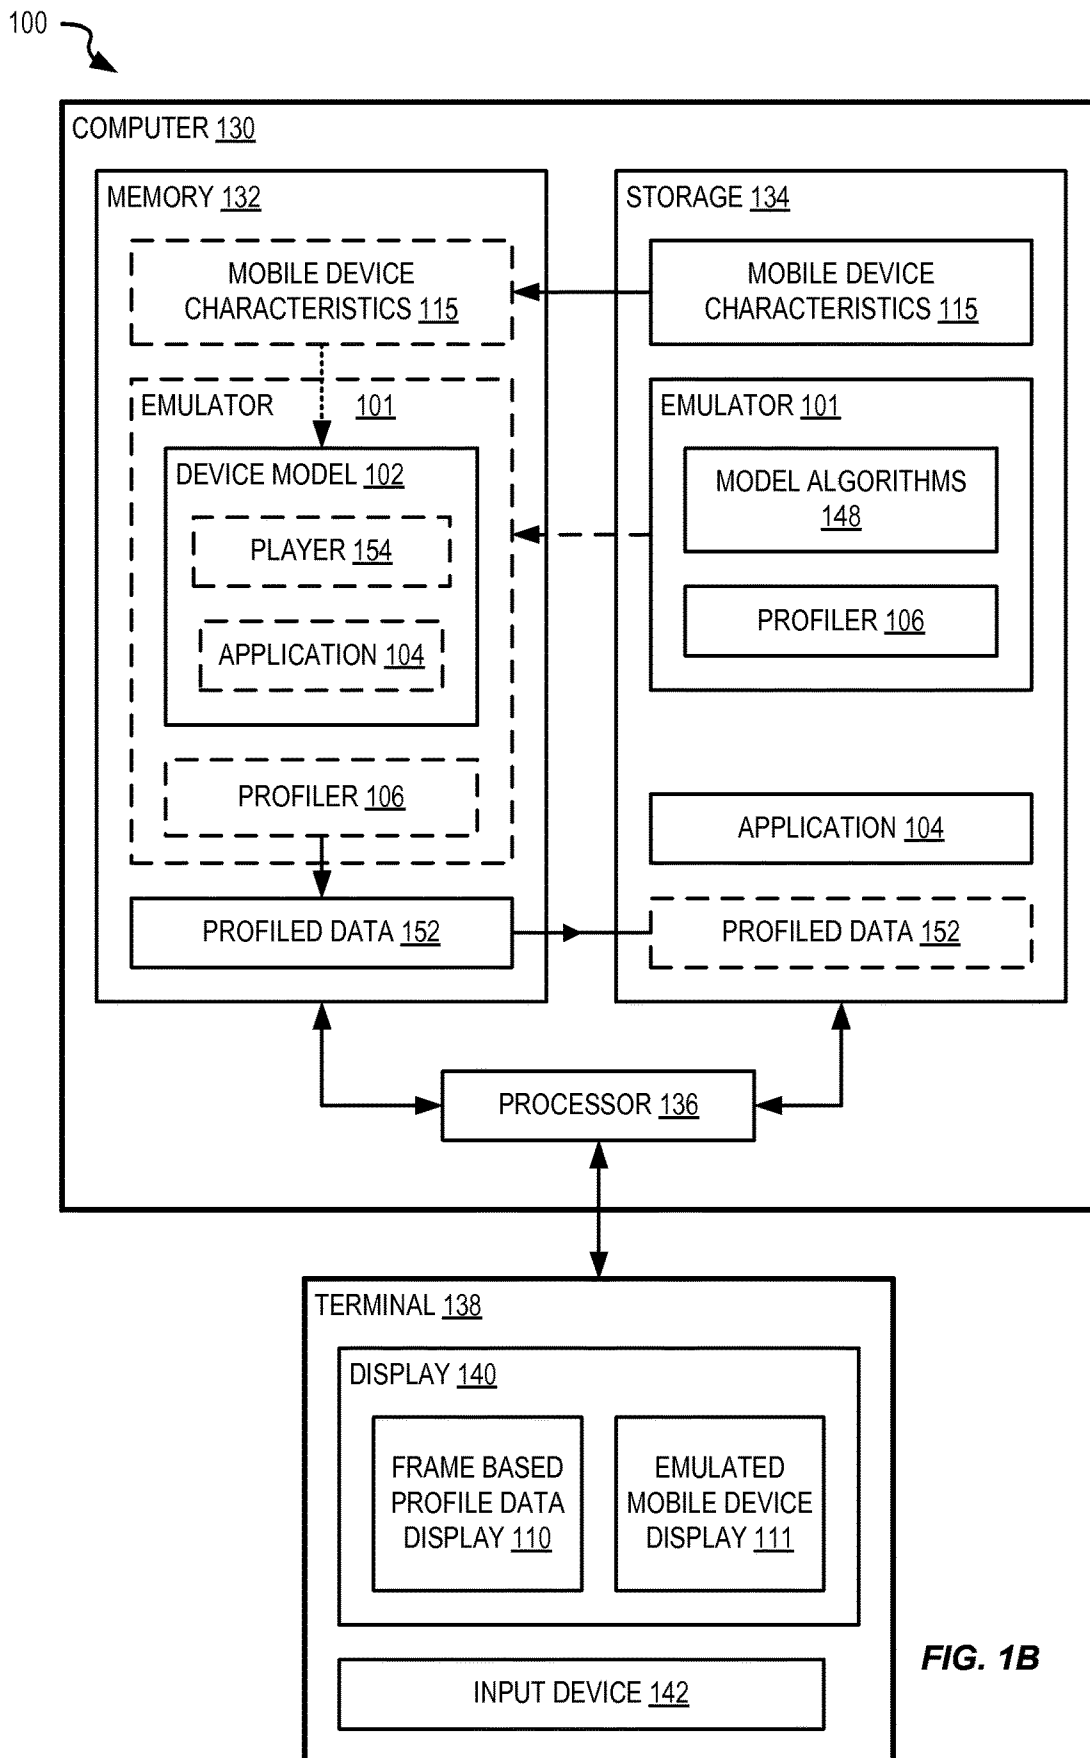 100
COMPUTER 130
MEMORY 132
MOBILE DEVICE
CHARACTERISTICS 115
EMULATOR 101
DEVICE MODEL 102
PLAYER 154
APPLICATION 104
PROFILER 106
PROFILED DATA 152
STORAGE 134
MOBILE DEVICE
CHARACTERISTICS 115
EMULATOR 101
MODEL ALGORITHMS
148
PROFILER 106
APPLICATION 104
PROFILED DATA 152
PROCESSOR 136
TERMINAL 138
DISPLAY 140
FRAME BASED
PROFILE DATA
DISPLAY 110
EMULATED
MOBILE DEVICE
DISPLAY 111
INPUT DEVICE 142
FIG. 1B